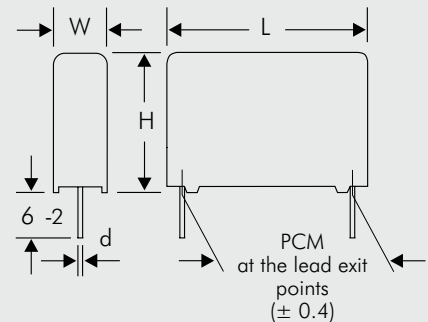 W
L
H
6 -2
d
PCM
at the lead exit
points
(± 0.4)